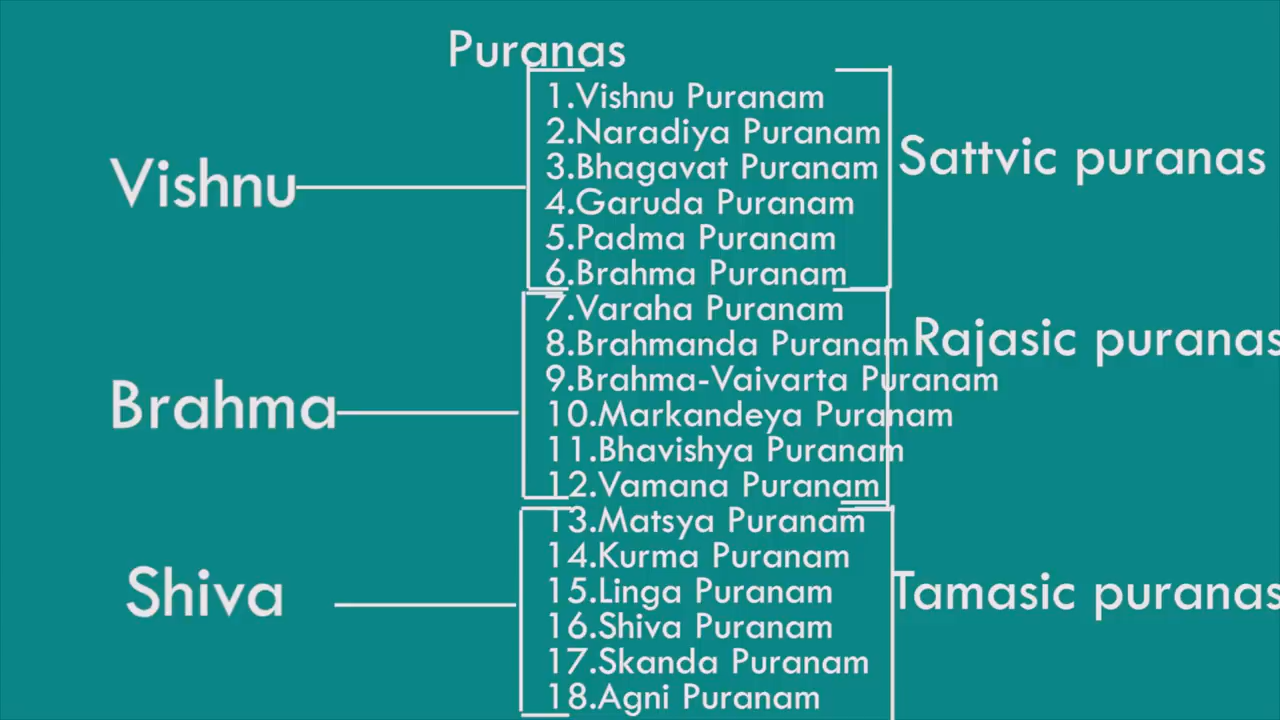 Puranas
Vishnu
1.Vishnu Puranam
2.Naradiya Puranam
3.Bhagavat Puranam
4.Garuda Puranam
5.Padma Puranam
6.Brahma Puranam
Sattvic puranas
Brahma
7.Varaha Puranam
8.Brahmanda Puranam
9.Brahma-Vaivarta Puranam
10.Markandeya Puranam
11.Bhavishya Puranam
12.Vamana Puranam
Rajasic puranas
Shiva
13.Matsya Puranam
14.Kurma Puranam
15.Linga Puranam
16.Shiva Puranam
17.Skanda Puranam
18.Agni Puranam
Tamasic puranas